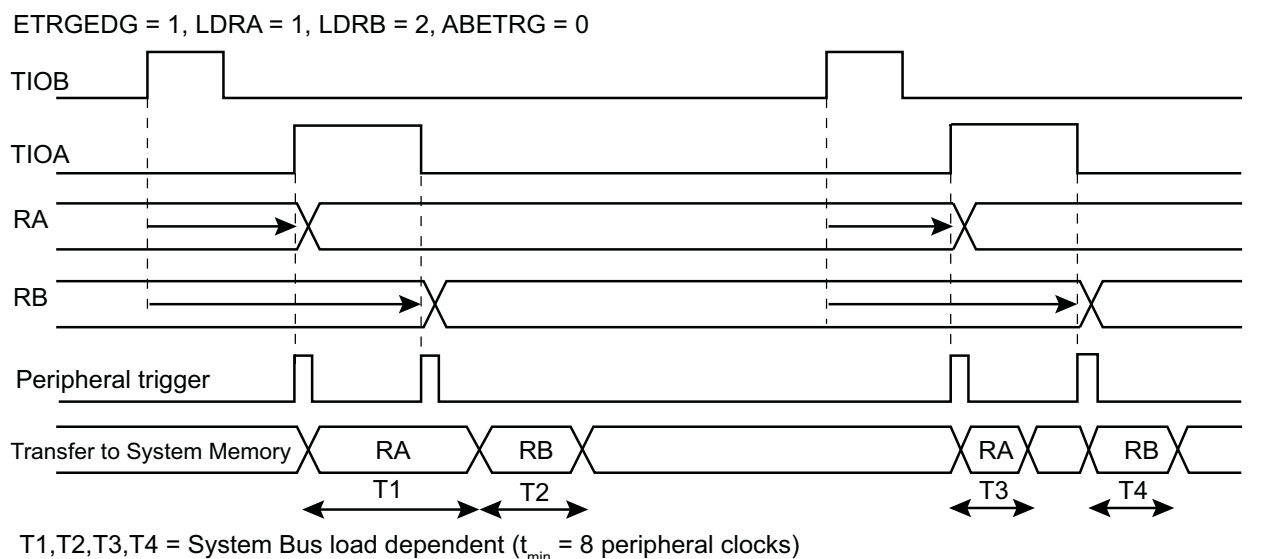 ETRGEDG = 1, LDRA = 1, LDRB = 2, ABETRG = 0
TIOB
TIOA
RA
RB
Peripheral trigger
Transfer to System Memory RA RB RA RB
T1 T2 T3 T4
T1,T2,T3,T4 = System Bus load dependent (tmin = 8 peripheral clocks)